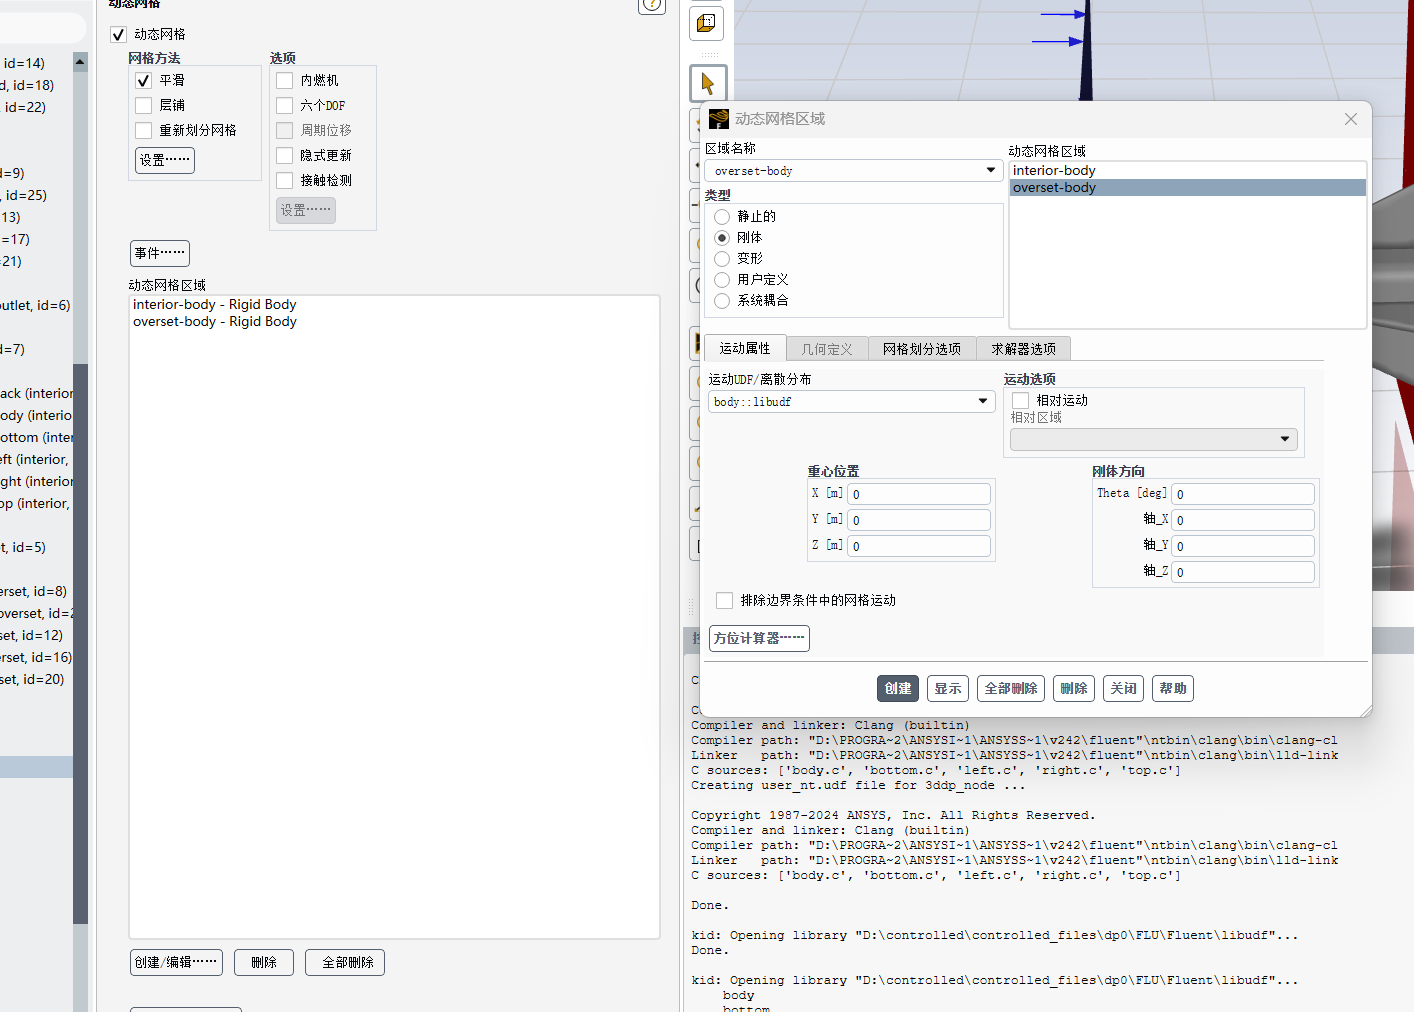 动态网格
动态网格
网格方法
平滑
层铺
重新划分网格
设置……
选项
内燃机
六个DOF
周期位移
隐式更新
接触检测
设置……
事件……
动态网格区域
interior-body - Rigid Body
overset-body - Rigid Body
创建/编辑……
删除
全部删除
id=14)
d, id=18)
id=22)
d=9)
, id=25)
13)
=17)
21)
outlet, id=6)
d=7)
ack (interior
ody (interio
ottom (inter
eft (interior,
ght (interior
op (interior,
t, id=5)
erset, id=8)
overset, id=2
set, id=12)
erset, id=16)
set, id=20)
动态网格区域
区域名称
overset-body
类型
静止的
刚体
变形
用户定义
系统耦合
动态网格区域
interior-body
overset-body
运动属性
几何定义
网格划分选项
求解器选项
运动UDF/离散分布
body::libudf
运动选项
相对运动
相对区域
重心位置
X [m] 0
Y [m] 0
Z [m] 0
刚体方向
Theta [deg] 0
轴_X 0
轴_Y 0
轴_Z 0
排除边界条件中的网格运动
方位计算器……
创建
显示
全部删除
删除
关闭
帮助
Compiler and linker: Clang (builtin)
Compiler path: "D:\PROGRA~2\ANSYSI~1\ANSYSS~1\v242\fluent"\ntbin\clang\bin\clang-cl
Linker   path: "D:\PROGRA~2\ANSYSI~1\ANSYSS~1\v242\fluent"\ntbin\clang\bin\lld-link
C sources: ['body.c', 'bottom.c', 'left.c', 'right.c', 'top.c']
Creating user_nt.udf file for 3ddp_node ...
Copyright 1987-2024 ANSYS, Inc. All Rights Reserved.
Compiler and linker: Clang (builtin)
Compiler path: "D:\PROGRA~2\ANSYSI~1\ANSYSS~1\v242\fluent"\ntbin\clang\bin\clang-cl
Linker   path: "D:\PROGRA~2\ANSYSI~1\ANSYSS~1\v242\fluent"\ntbin\clang\bin\lld-link
C sources: ['body.c', 'bottom.c', 'left.c', 'right.c', 'top.c']
Done.
kid: Opening library "D:\controlled\controlled_files\dp0\FLU\Fluent\libudf"...
Done.
kid: Opening library "D:\controlled\controlled_files\dp0\FLU\Fluent\libudf"...
body
bottom